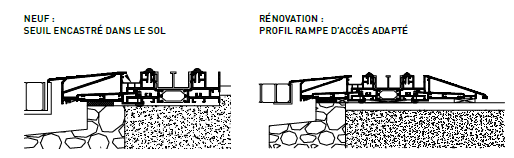 NEUF :
SEUIL ENCASTRÉ DANS LE SOL
RÉNOVATION :
PROFIL RAMPE D'ACCÈS ADAPTÉ